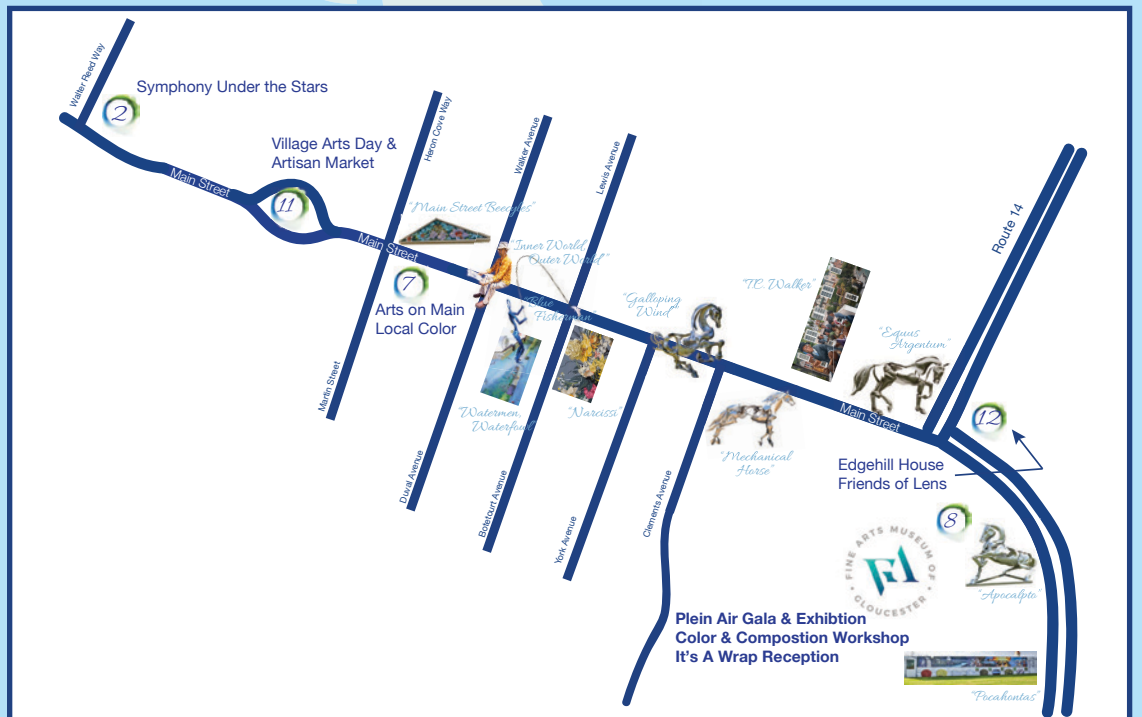 Walter Reed Way
2
Symphony Under the Stars
Village Arts Day &
Artisan Market
Main Street
11
Heron Cove Way
Walker Avenue
Lewis Avenue
"Main Street Beecgles"
Main Street
"Inner World,
Outer World"
7
Arts on Main
Local Color
"Blue
Fisherman"
"Galloping
Wind"
"T.C. Walker"
Route 14
"Equus
Argentum"
Martin Street
"Watermen,
Waterfowl"
"Narcissi"
Main Street
12
"Mechanical
Horse"
Edgehill House
Friends of Lens
Duval Avenue
Botetourt Avenue
York Avenue
Clements Avenue
8
FINE ARTS MUSEUM OF
GLOUCESTER
"Apocalpto"
Plein Air Gala & Exhibtion
Color & Compostion Workshop
It's A Wrap Reception
"Pocahontas"